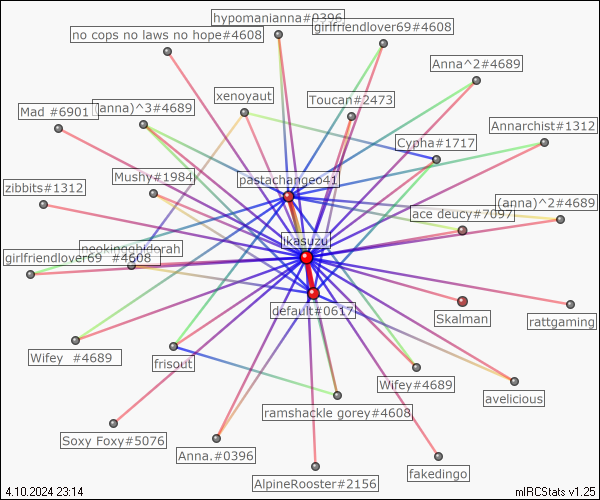 hypomanianna#0396
no cops no laws no hope#4608
girlfriendlover69#4608
Anna^2#4689
xenoyaut
Toucan#2473
Mad #6901
(anna)^3#4689
Annarchist#1312
Cypha#1717
Mushy#1984
pastachangeo41
zibbits#1312
(anna)^2#4689
ace deucy#7097
ikasuzu
neokingghidorah
girlfriendlover69 #4608
default#0617
Skalman
rattgaming
Wifey #4689
frisout
Wifey#4689
avelicious
ramshackle gorey#4608
Soxy Foxy#5076
Anna.#0396
fakedingo
AlpineRooster#2156
4.10.2024 23:14
mIRCStats v1.25